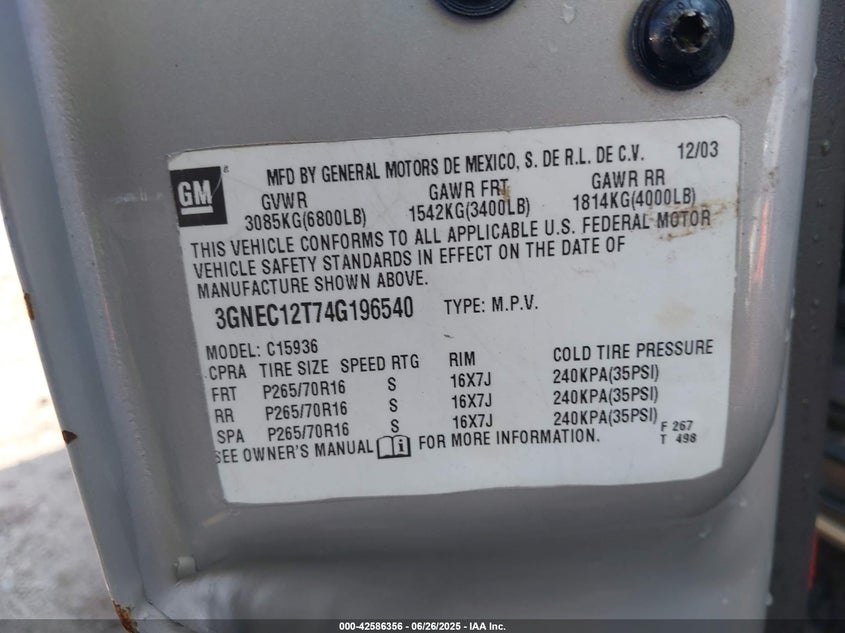 GM
MFD BY GENERAL MOTORS DE MEXICO, S. DE R.L. DE C.V. 12/03
GVWR GAWR FRT GAWR RR
3085KG(6800LB) 1542KG(3400LB) 1814KG(4000LB)
THIS VEHICLE CONFORMS TO ALL APPLICABLE U.S. FEDERAL MOTOR
VEHICLE SAFETY STANDARDS IN EFFECT ON THE DATE OF
MANUFACTURE SHOWN ABOVE.
3GNEC12T74G196540 TYPE: M.P.V.
MODEL: C15936
CPRA TIRE SIZE SPEED RTG RIM COLD TIRE PRESSURE
FRT P265/70R16 S 16X7J 240KPA(35PSI)
RR P265/70R16 S 16X7J 240KPA(35PSI)
SPA P265/70R16 S 16X7J 240KPA(35PSI)
SEE OWNER'S MANUAL FOR MORE INFORMATION.
F 267
T 498
000-42586356 - 06/26/2025 - IAA Inc.